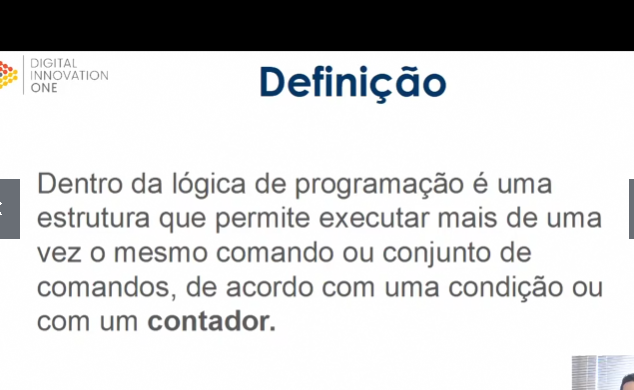 DIGITAL
INNOVATION
ONE
Definição
Dentro da lógica de programação é uma
estrutura que permite executar mais de uma
vez o mesmo comando ou conjunto de
comandos, de acordo com uma condição ou
com um contador.